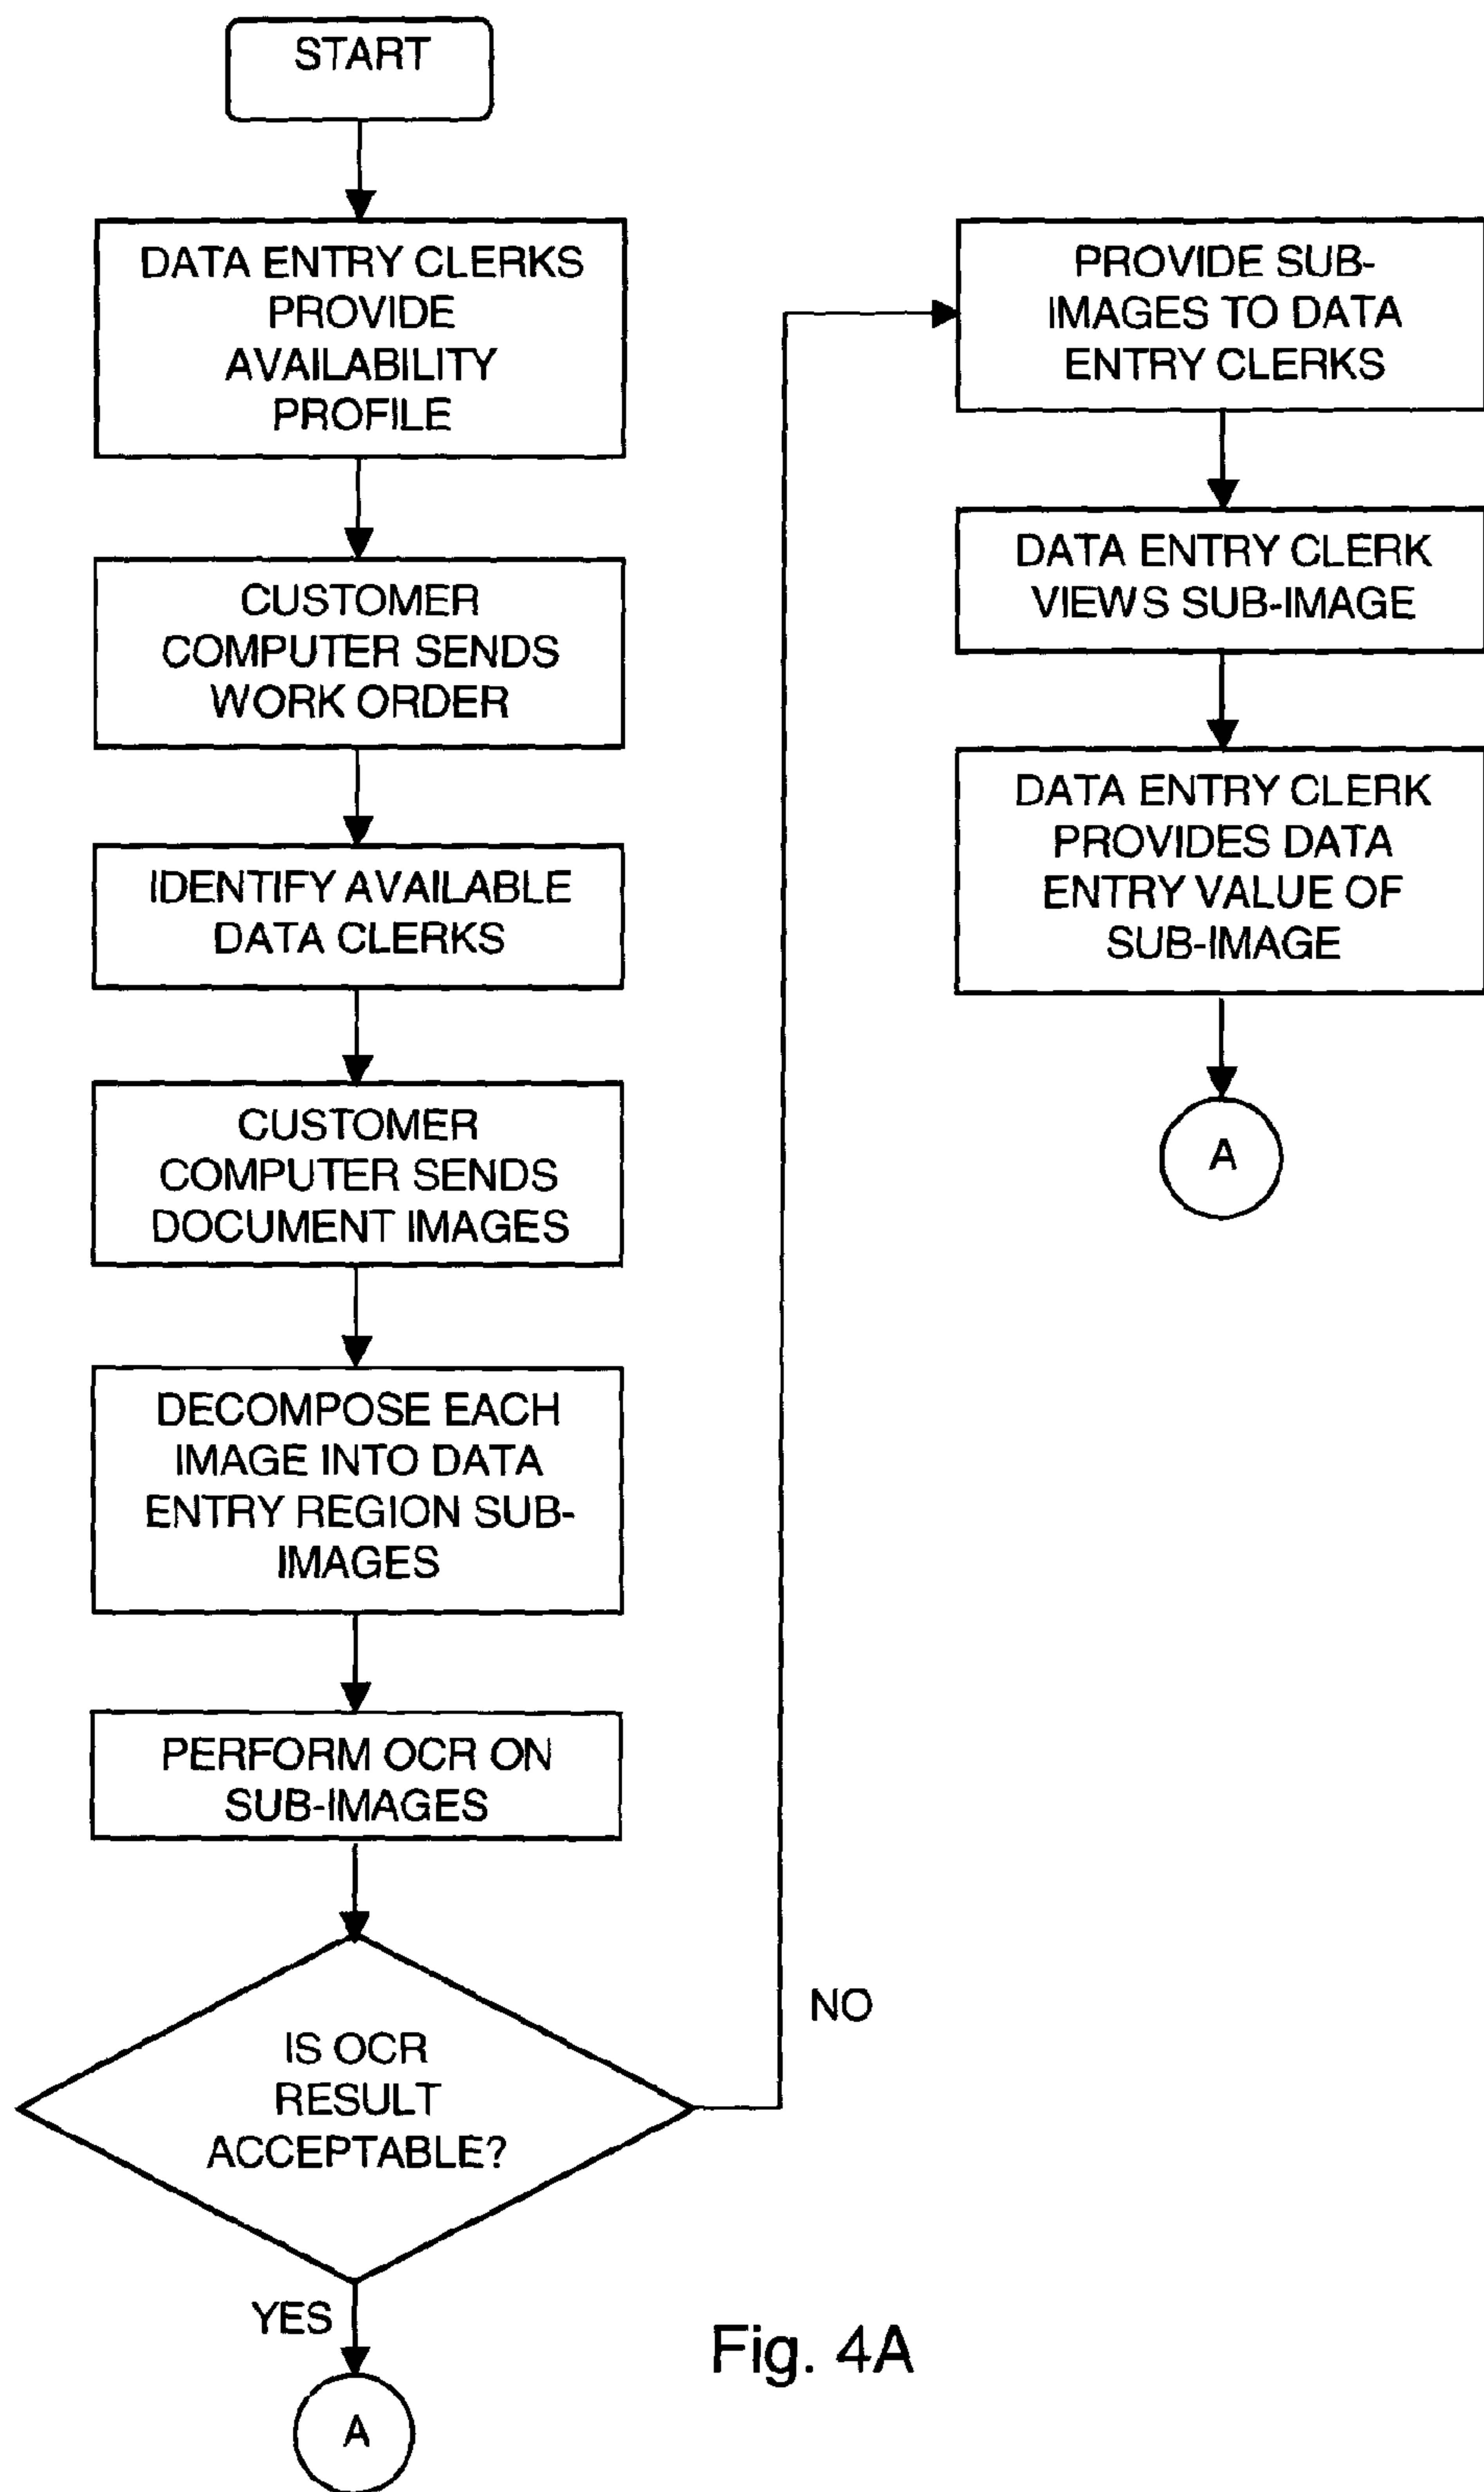 START
DATA ENTRY CLERKS
PROVIDE
AVAILABILITY
PROFILE
CUSTOMER
COMPUTER SENDS
WORK ORDER
IDENTIFY AVAILABLE
DATA CLERKS
CUSTOMER
COMPUTER SENDS
DOCUMENT IMAGES
DECOMPOSE EACH
IMAGE INTO DATA
ENTRY REGION SUB-
IMAGES
PERFORM OCR ON
SUB-IMAGES
IS OCR
RESULT
ACCEPTABLE?
YES
A
NO
PROVIDE SUB-
IMAGES TO DATA
ENTRY CLERKS
DATA ENTRY CLERK
VIEWS SUB-IMAGE
DATA ENTRY CLERK
PROVIDES DATA
ENTRY VALUE OF
SUB-IMAGE
A
Fig. 4A